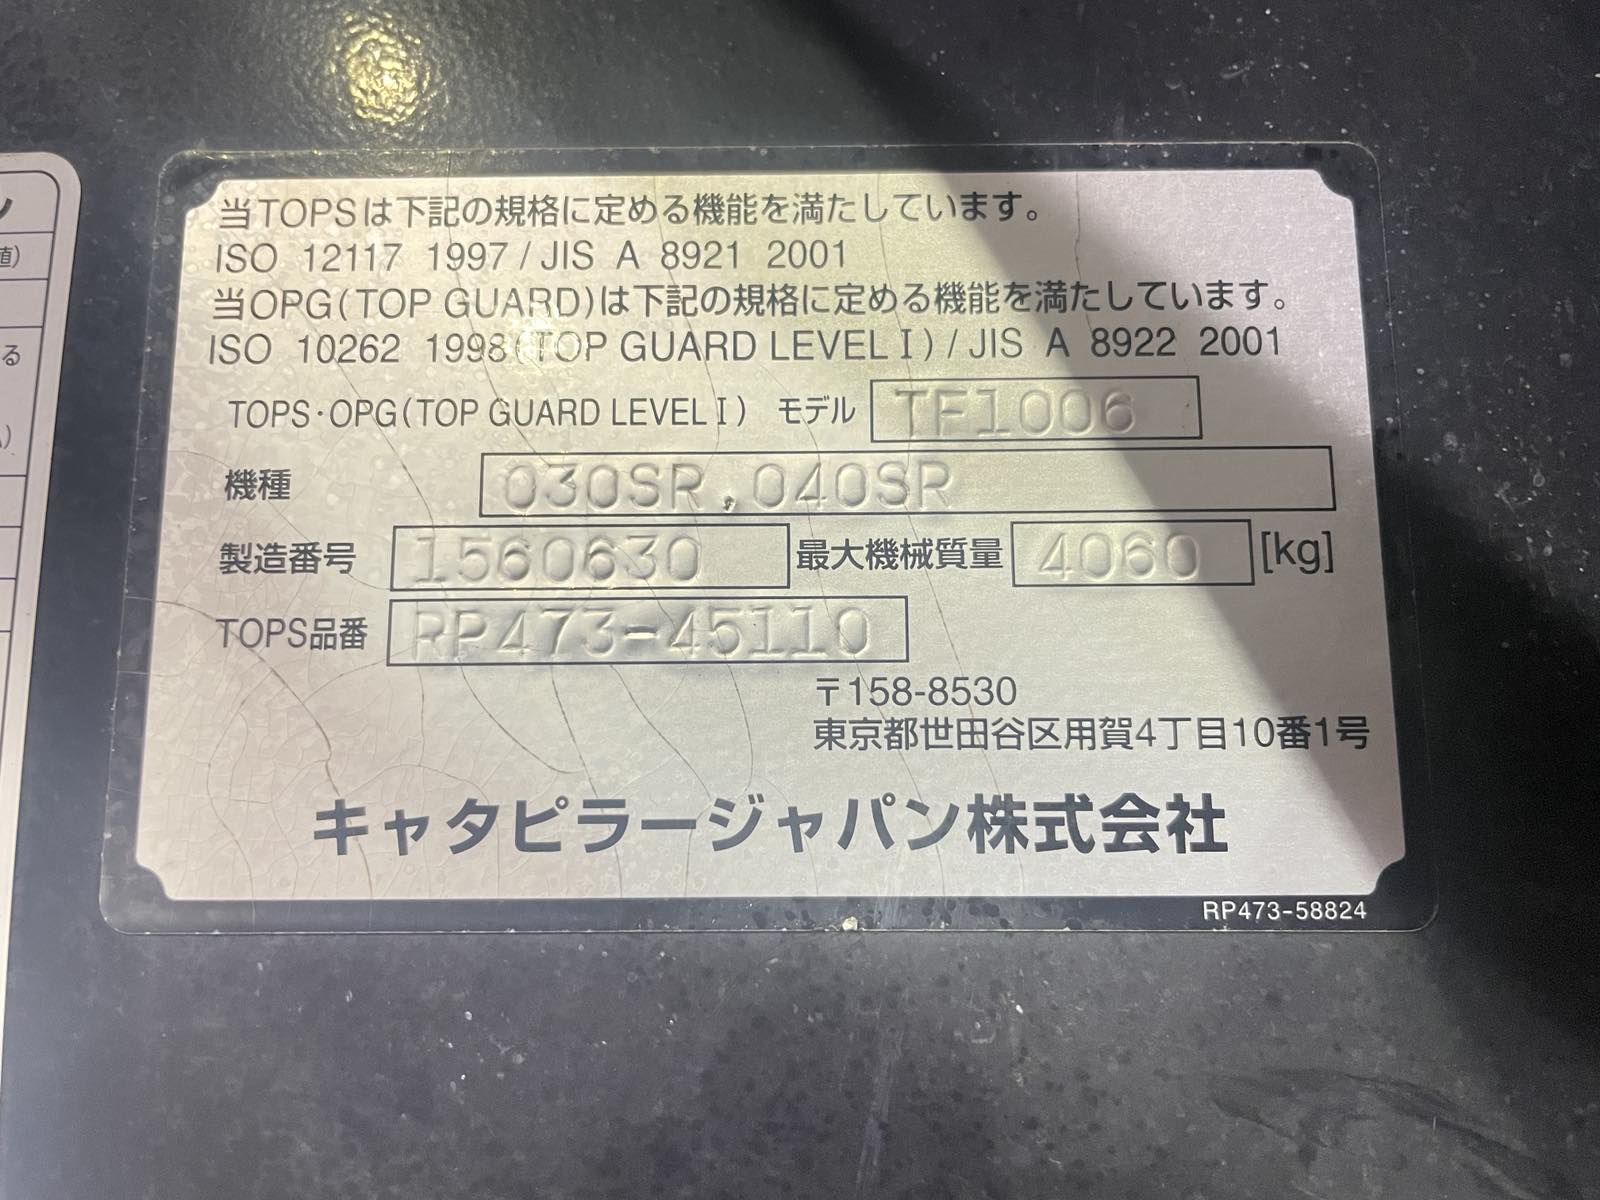 当TOPSは下記の規格に定める機能を満たしています。
ISO 12117 1997 / JIS A 8921 2001
当OPG(TOP GUARD)は下記の規格に定める機能を満たしています。
ISO 10262 1998(TOP GUARD LEVEL I) / JIS A 8922 2001
TOPS・OPG(TOP GUARD LEVEL I) モデル TF1006
機種 030SR,040SR
製造番号 1560630 最大機械質量 4060 [kg]
TOPS品番 RP473-45110
〒158-8530
東京都世田谷区用賀4丁目10番1号
キャタピラージャパン株式会社
RP473-58824
値)
る